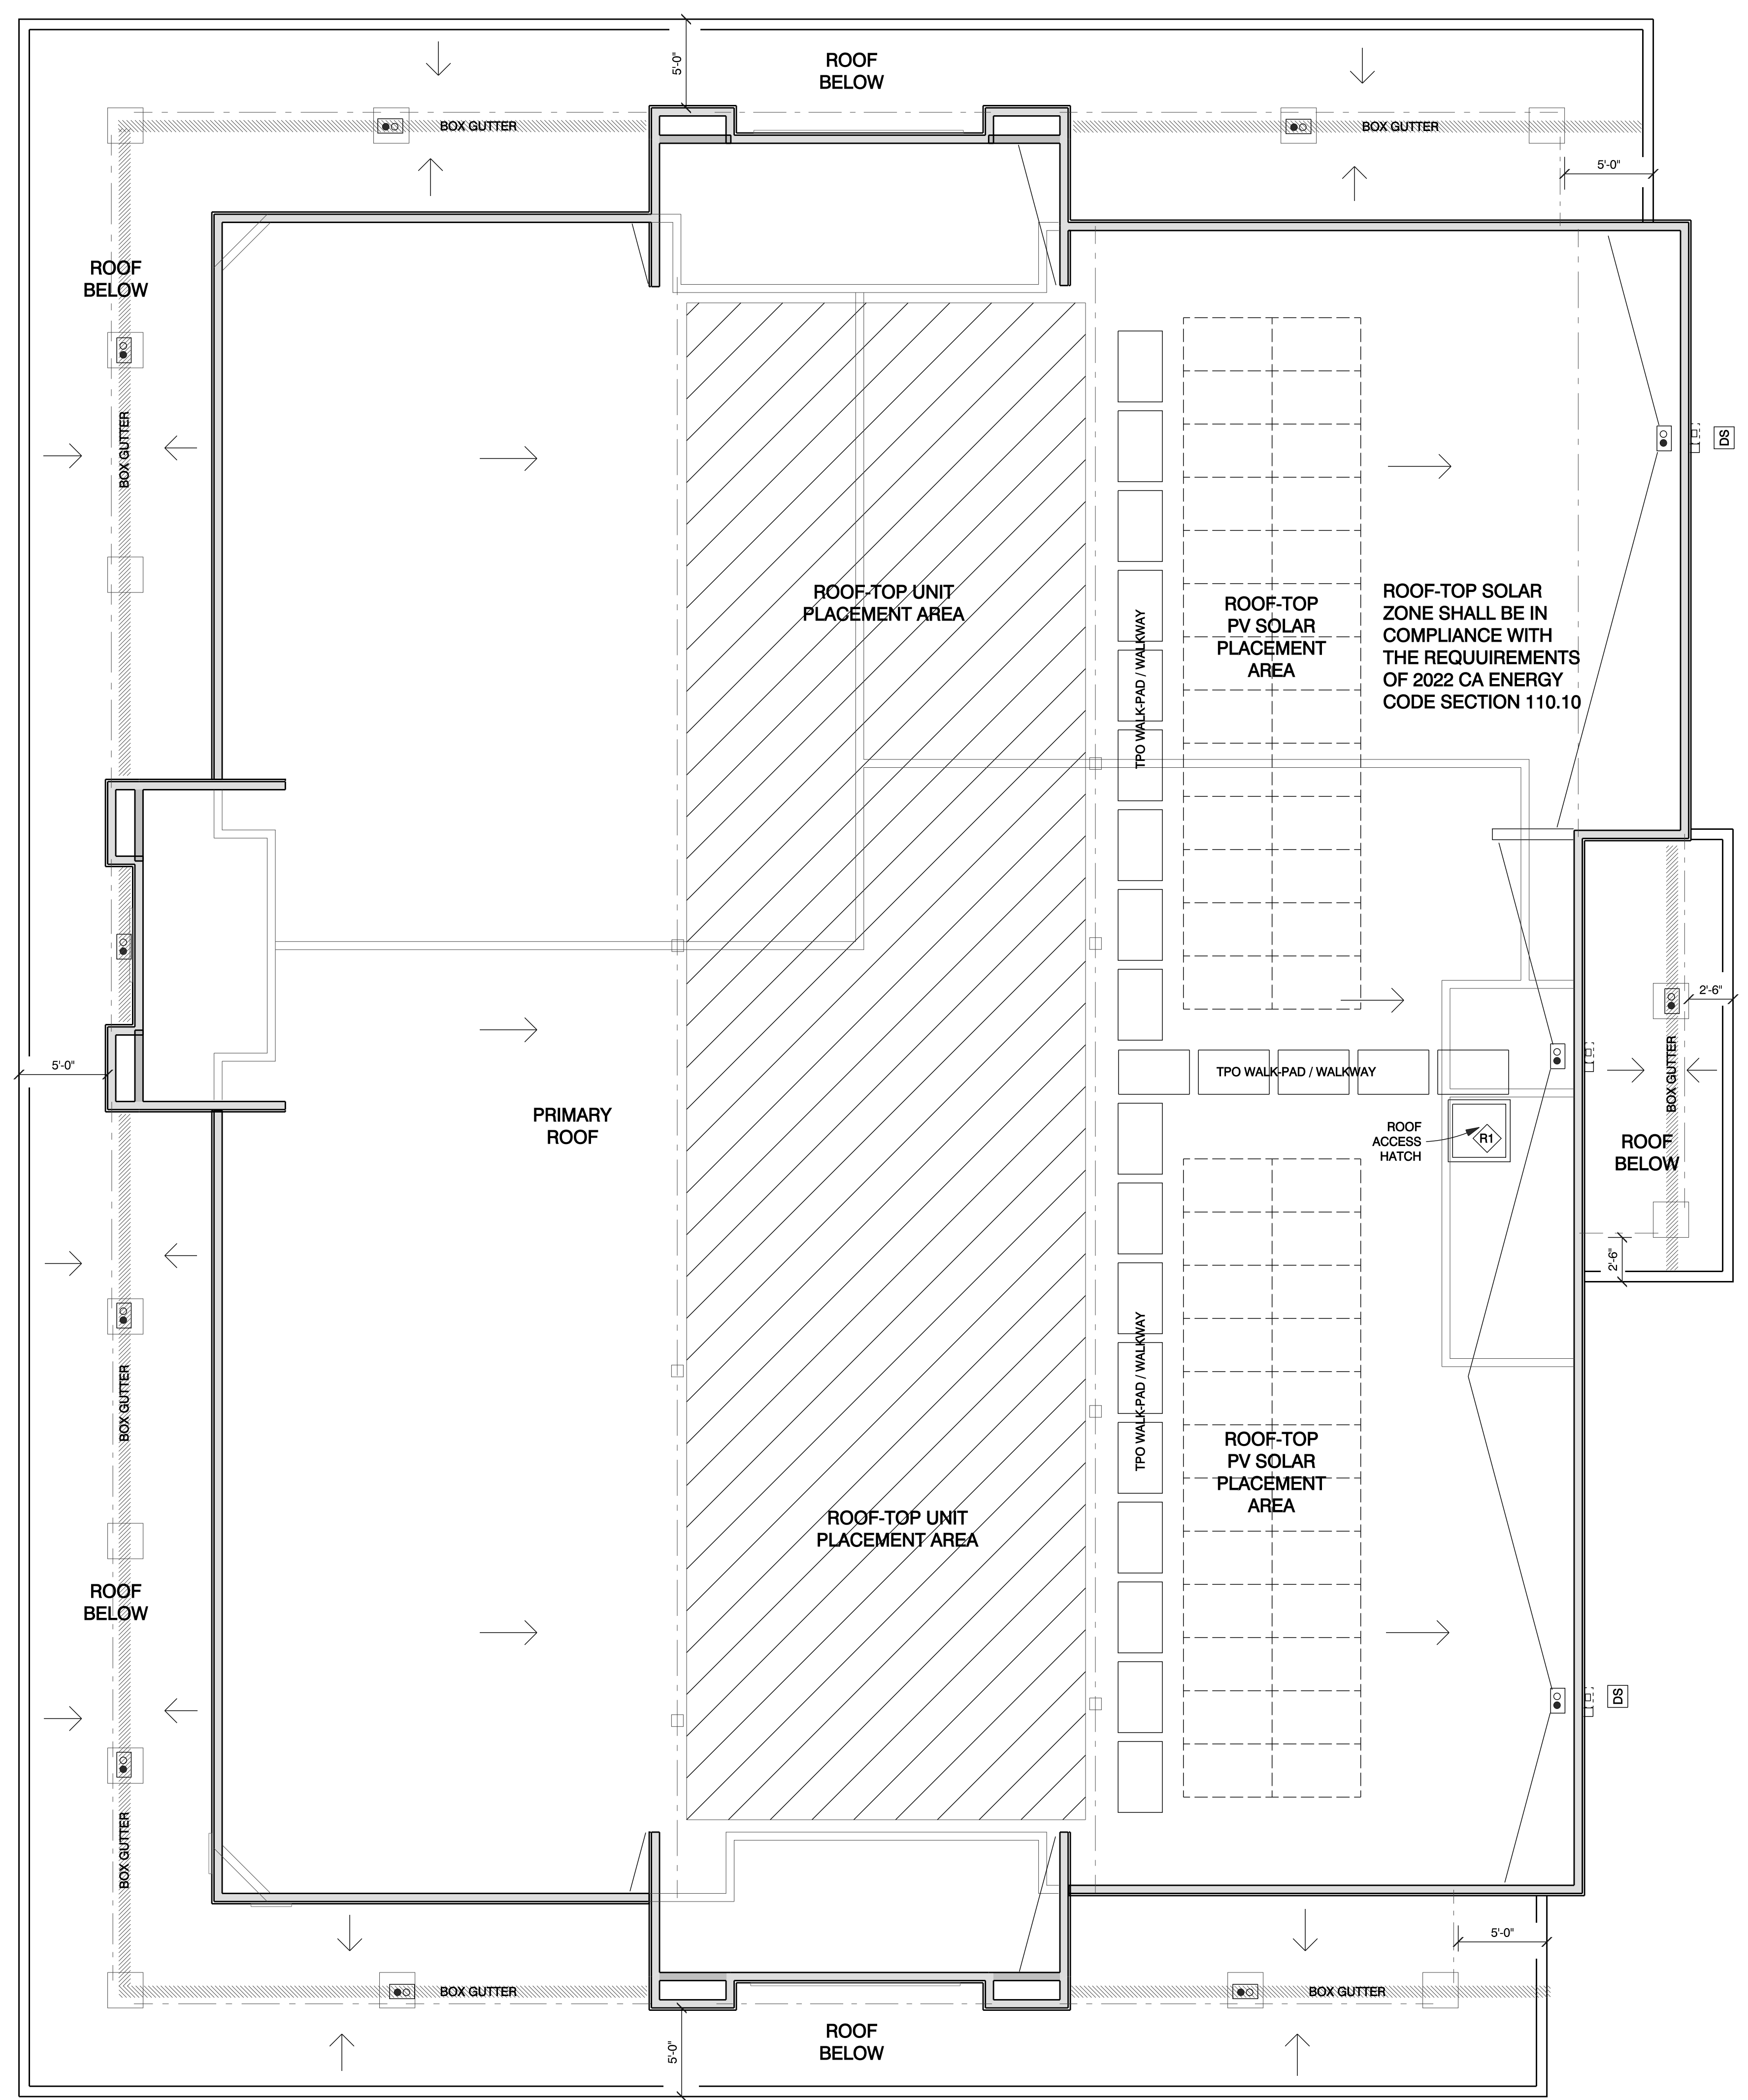 5'-0"
ROOF
BELOW
BOX GUTTER
BOX GUTTER
5'-0"
ROOF
BELOW
BOX GUTTER
DS
ROOF-TOP UNIT
PLACEMENT AREA
TPO WALK-PAD / WALKWAY
ROOF-TOP
PV SOLAR
PLACEMENT
AREA
ROOF-TOP SOLAR
ZONE SHALL BE IN
COMPLIANCE WITH
THE REQUUIREMENTS
OF 2022 CA ENERGY
CODE SECTION 110.10
2'-6"
5'-0"
TPO WALK-PAD / WALKWAY
BOX GUTTER
PRIMARY
ROOF
ROOF
ACCESS
HATCH
R1
ROOF
BELOW
2'-6"
BOX GUTTER
TPO WALK-PAD / WALKWAY
ROOF-TOP
PV SOLAR
PLACEMENT
AREA
ROOF-TOP UNIT
PLACEMENT AREA
ROOF
BELOW
DS
BOX GUTTER
5'-0"
BOX GUTTER
BOX GUTTER
5'-0"
ROOF
BELOW